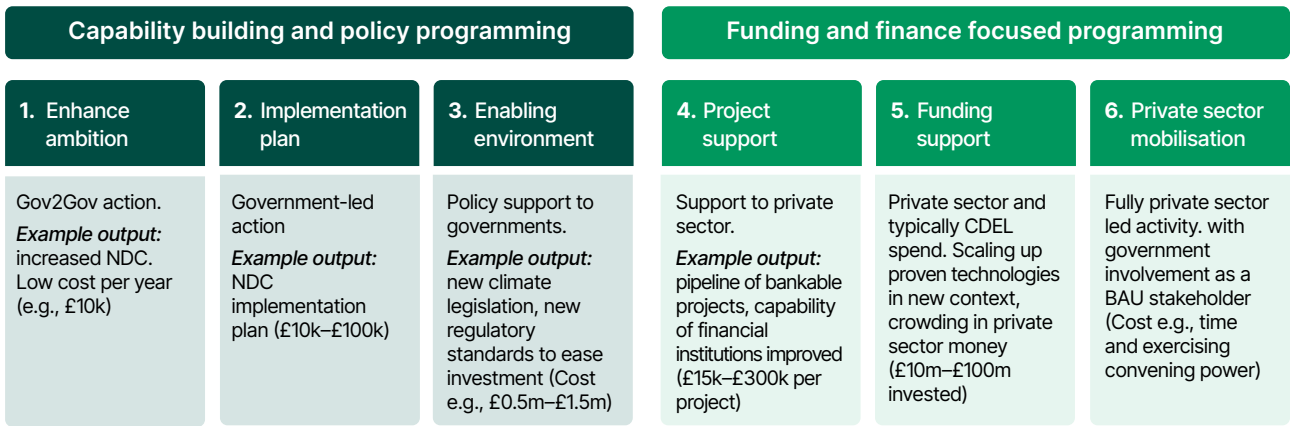 Capability building and policy programming
Funding and finance focused programming
1. Enhance
ambition
2. Implementation
plan
3. Enabling
environment
4. Project
support
5. Funding
support
6. Private sector
mobilisation
Gov2Gov action.
Example output:
increased NDC.
Low cost per year
(e.g., £10k)
Government-led
action
Example output:
NDC
implementation
plan (£10k–£100k)
Policy support to
governments.
Example output:
new climate
legislation, new
regulatory
standards to ease
investment (Cost
e.g., £0.5m–£1.5m)
Support to private
sector.
Example output:
pipeline of bankable
projects, capability
of financial
institutions improved
(£15k–£300k per
project)
Private sector and
typically CDEL
spend. Scaling up
proven technologies
in new context,
crowding in private
sector money
(£10m–£100m
invested)
Fully private sector
led activity. with
government
involvement as a
BAU stakeholder
(Cost e.g., time
and exercising
convening power)